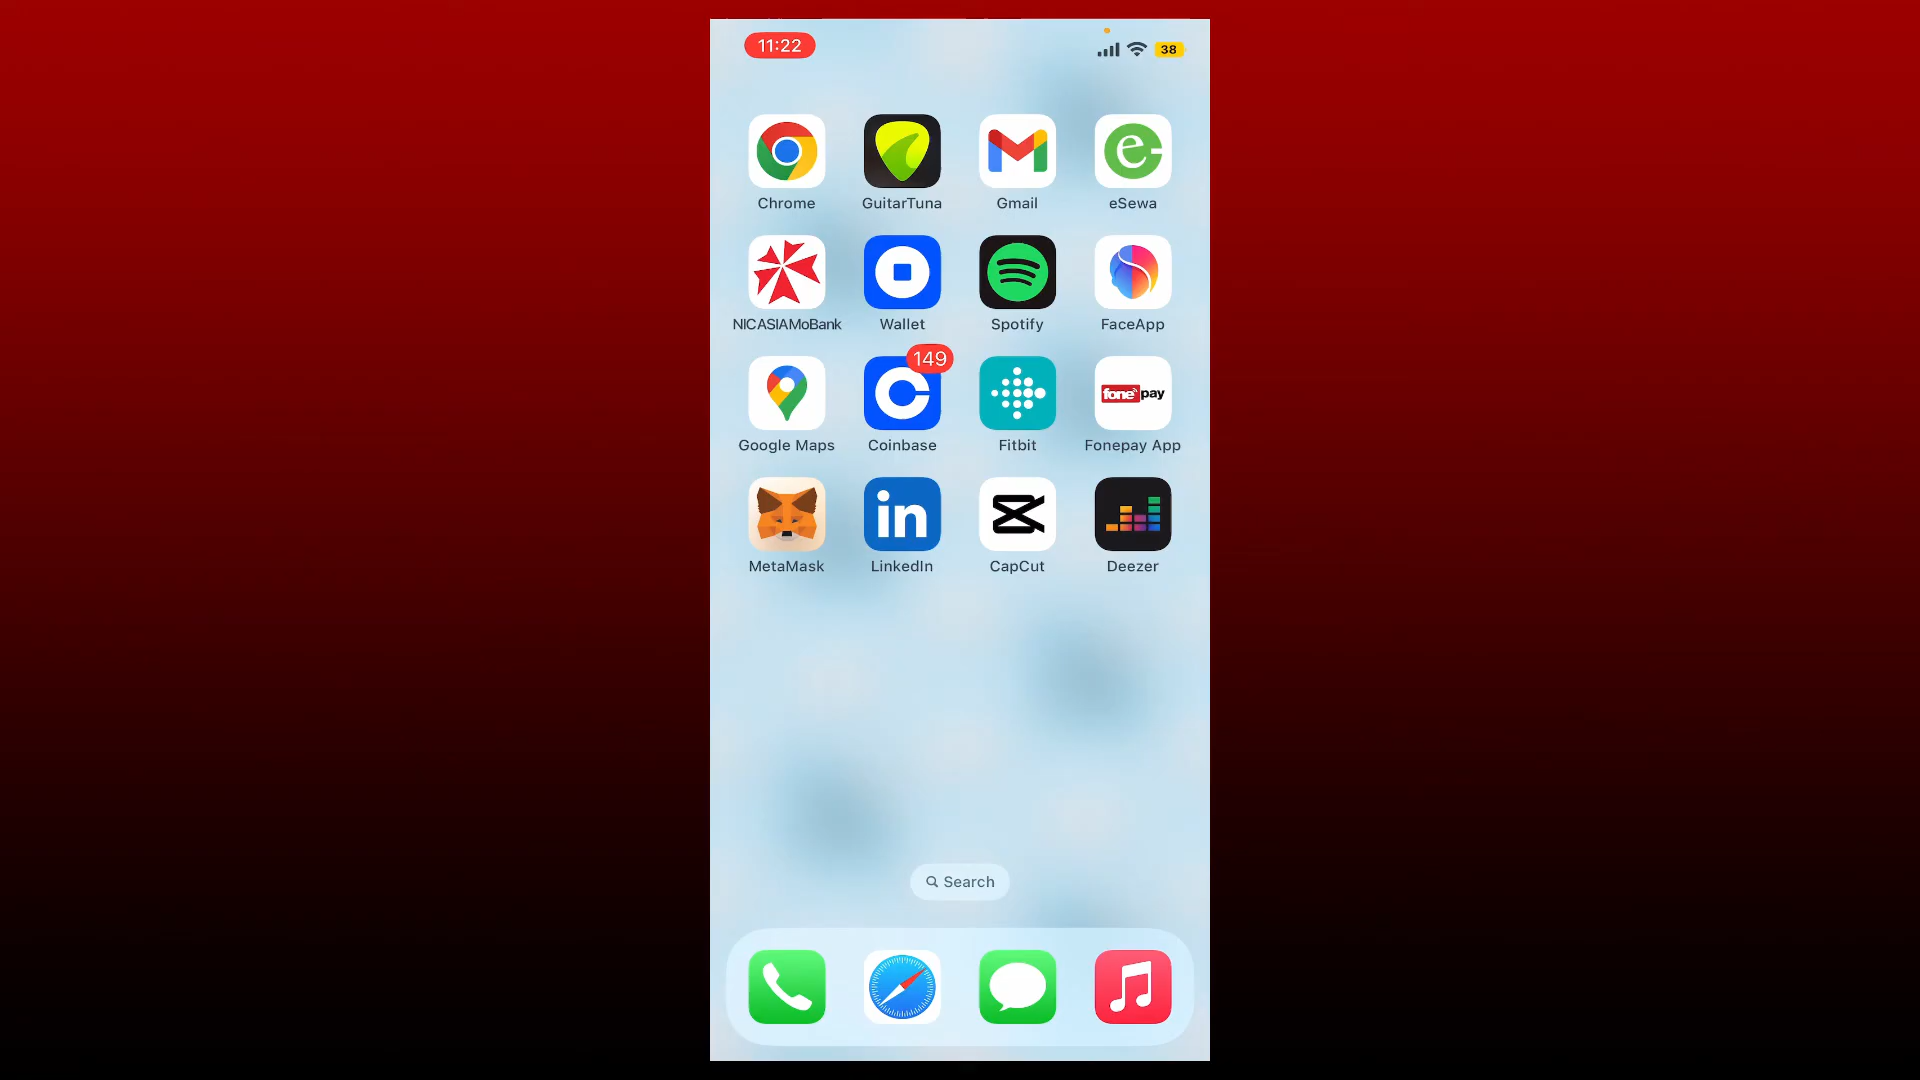 11:22
38
Chrome GuitarTuna Gmail eSewa
NICASIAMoBank Wallet Spotify FaceApp
149
fone pay
Google Maps Coinbase Fitbit Fonepay App
in
MetaMask LinkedIn CapCut Deezer
Search